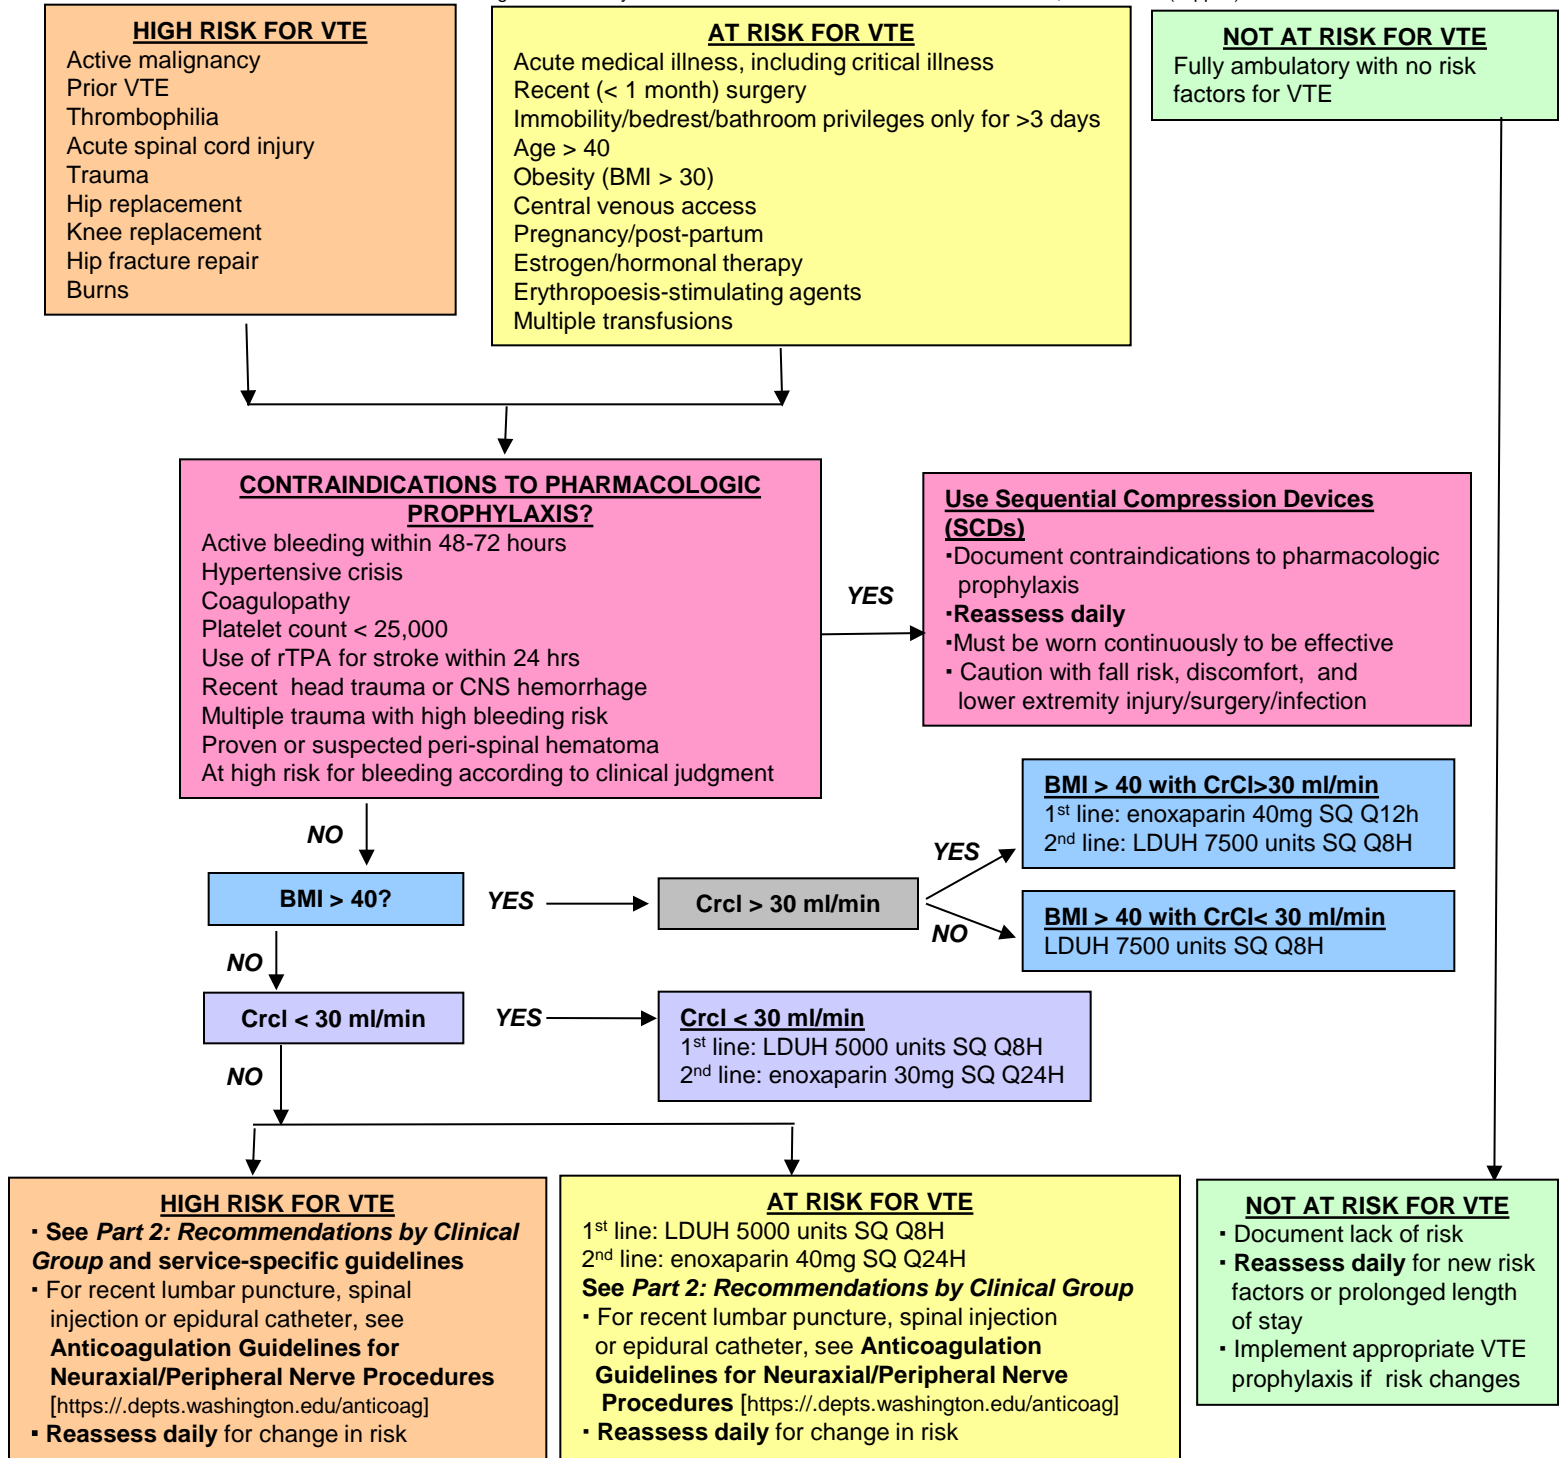 HIGH RISK FOR VTE
Active malignancy
Prior VTE
Thrombophilia
Acute spinal cord injury
Trauma
Hip replacement
Knee replacement
Hip fracture repair
Burns
AT RISK FOR VTE
Acute medical illness, including critical illness
Recent (< 1 month) surgery
Immobility/bedrest/bathroom privileges only for >3 days
Age > 40
Obesity (BMI > 30)
Central venous access
Pregnancy/post-partum
Estrogen/hormonal therapy
Erythropoesis-stimulating agents
Multiple transfusions
NOT AT RISK FOR VTE
Fully ambulatory with no risk
factors for VTE
CONTRAINDICATIONS TO PHARMACOLOGIC
PROPHYLAXIS?
Active bleeding within 48-72 hours
Hypertensive crisis
Coagulopathy
Platelet count < 25,000
Use of rTPA for stroke within 24 hrs
Recent head trauma or CNS hemorrhage
Multiple trauma with high bleeding risk
Proven or suspected peri-spinal hematoma
At high risk for bleeding according to clinical judgment
YES
Use Sequential Compression Devices
(SCDs)
▪Document contraindications to pharmacologic
prophylaxis
▪Reassess daily
▪Must be worn continuously to be effective
▪ Caution with fall risk, discomfort, and
lower extremity injury/surgery/infection
NO
BMI > 40?
YES
Crcl > 30 ml/min
YES
BMI > 40 with CrCl>30 ml/min
1st line: enoxaparin 40mg SQ Q12h
2nd line: LDUH 7500 units SQ Q8H
NO
BMI > 40 with CrCl< 30 ml/min
LDUH 7500 units SQ Q8H
NO
Crcl < 30 ml/min
YES
Crcl < 30 ml/min
1st line: LDUH 5000 units SQ Q8H
2nd line: enoxaparin 30mg SQ Q24H
NO
HIGH RISK FOR VTE
▪ See Part 2: Recommendations by Clinical
Group and service-specific guidelines
▪ For recent lumbar puncture, spinal
injection or epidural catheter, see
Anticoagulation Guidelines for
Neuraxial/Peripheral Nerve Procedures
[https://.depts.washington.edu/anticoag]
▪ Reassess daily for change in risk
AT RISK FOR VTE
1st line: LDUH 5000 units SQ Q8H
2nd line: enoxaparin 40mg SQ Q24H
See Part 2: Recommendations by Clinical Group
▪ For recent lumbar puncture, spinal injection
or epidural catheter, see Anticoagulation
Guidelines for Neuraxial/Peripheral Nerve
Procedures [https://.depts.washington.edu/anticoag]
▪ Reassess daily for change in risk
NOT AT RISK FOR VTE
▪ Document lack of risk
▪ Reassess daily for new risk
factors or prolonged length
of stay
▪ Implement appropriate VTE
prophylaxis if risk changes